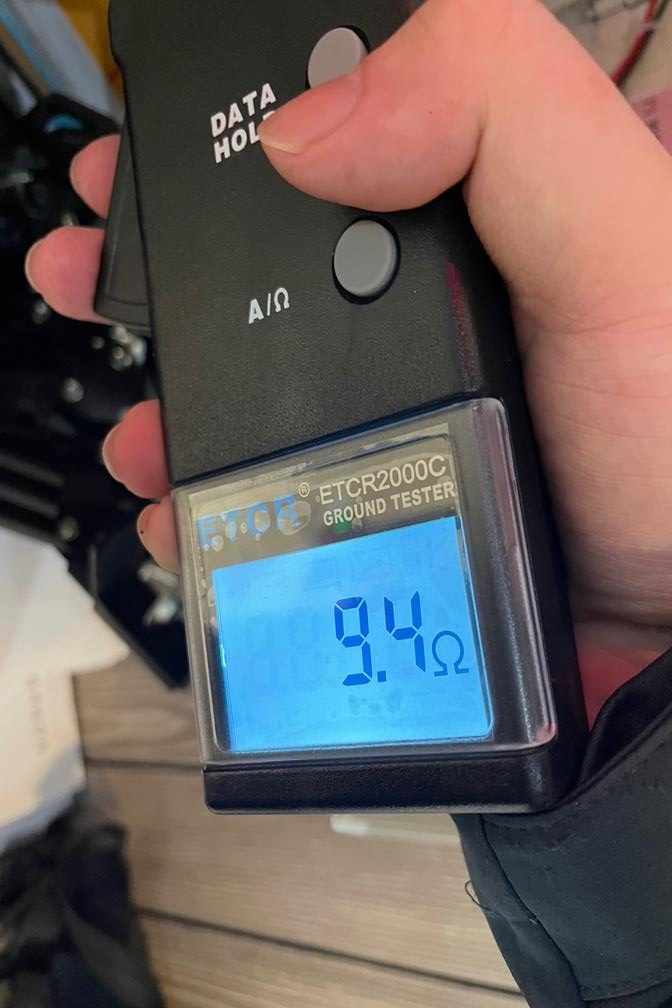 DATA
HOLD
A/Ω
ETCR® ETCR2000C
GROUND TESTER
9.4Ω